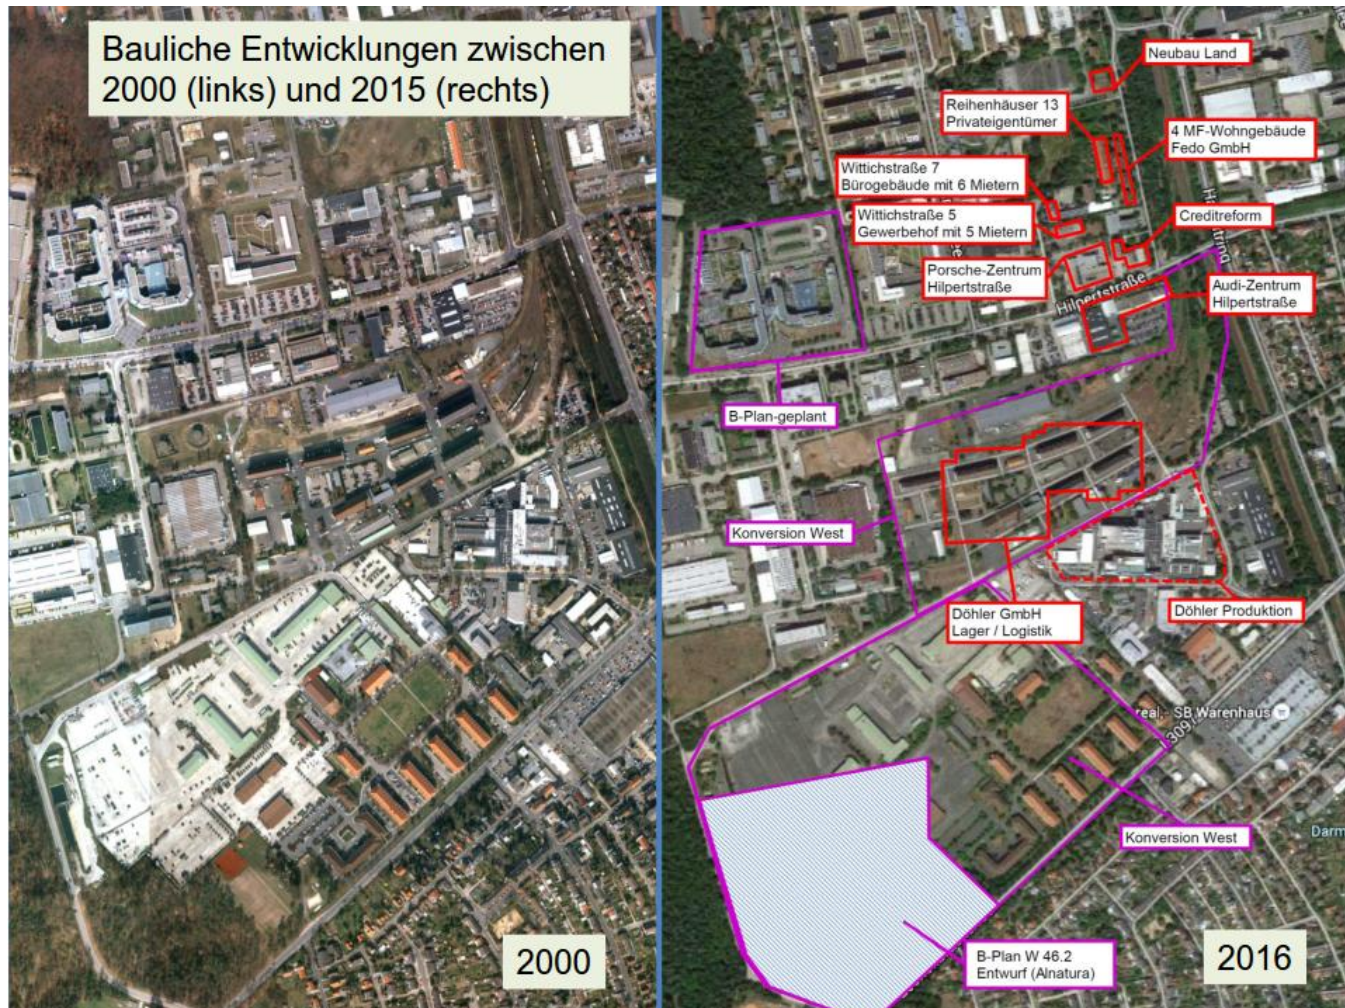 Bauliche Entwicklungen zwischen
2000 (links) und 2015 (rechts)
2000
Neubau Land
Reihenhäuser 13
Privateigentümer
4 MF-Wohngebäude
Fedo GmbH
Wittichstraße 7
Bürogebäude mit 6 Mietern
Wittichstraße 5
Gewerbehof mit 5 Mietern
Creditreform
Porsche-Zentrum
Hilpertstraße
Hilpertstraße
Audi-Zentrum
Hilpertstraße
B-Plan-geplant
Konversion West
Döhler GmbH
Lager / Logistik
Döhler Produktion
real,- SB Warenhaus
Konversion West
Darm
B-Plan W 46.2
Entwurf (Alnatura)
2016